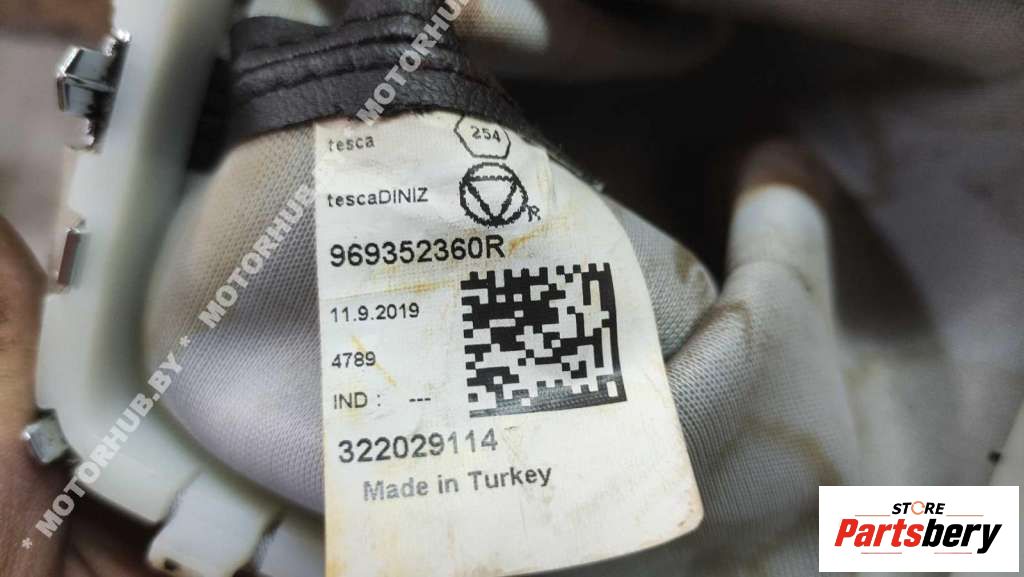 tesca
254
tescaDINIZ
R
969352360R
11.9.2019
4789
IND : ---
322029114
Made in Turkey
* MOTORHUB.BY * MOTORHUB * MOTORHUB
STORE
Partsbery